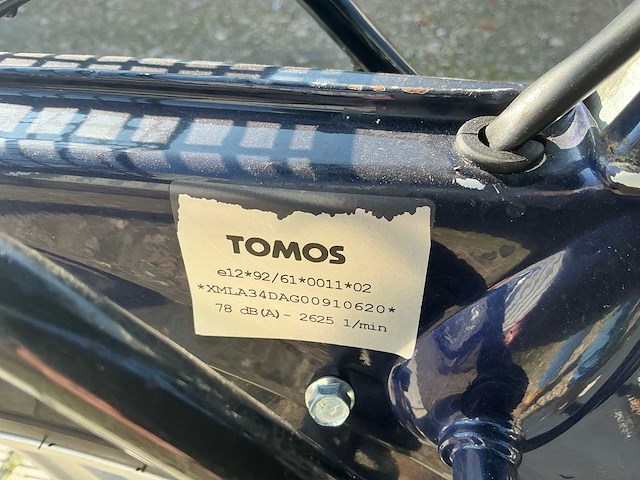 TOMOS
e12*92/61*0011*02
*XMLA34DAG00910620*
78 dB(A)- 2625 1/min